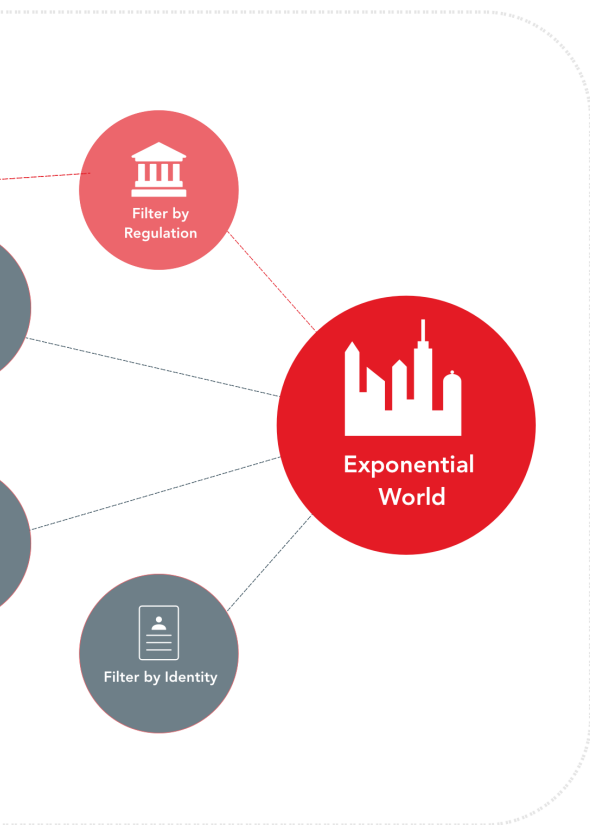 Filter by
Regulation
Exponential
World
Filter by Identity